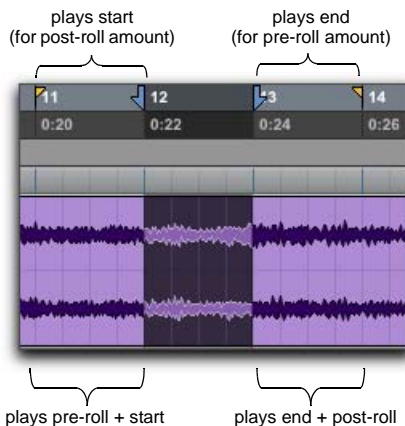 plays start
(for post-roll amount)
plays end
(for pre-roll amount)
11 12 13 14
0:20 0:22 0:24 0:26
plays pre-roll + start
plays end + post-roll